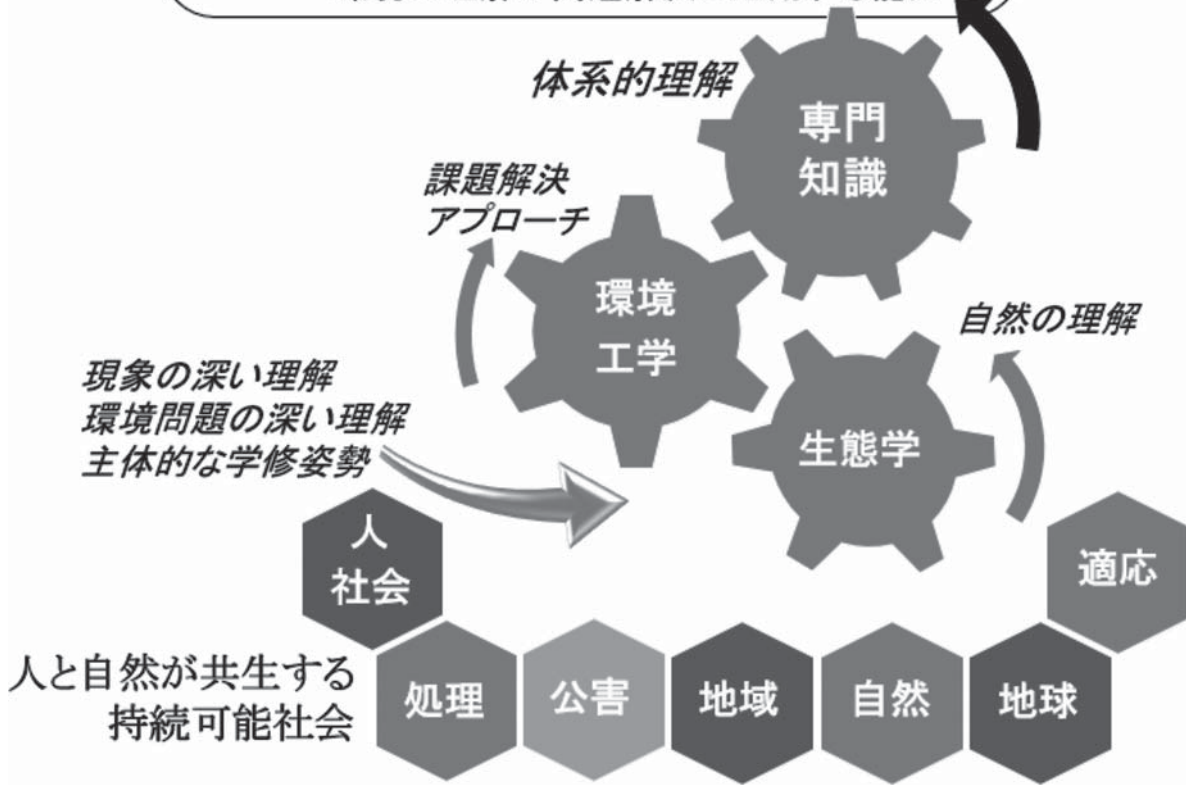 体系的理解
専門
知識
課題解決
アプローチ
環境
工学
自然の理解
現象の深い理解
環境問題の深い理解
主体的な学修姿勢
生態学
人
社会
適応
人と自然が共生する
持続可能社会
処理
公害
地域
自然
地球